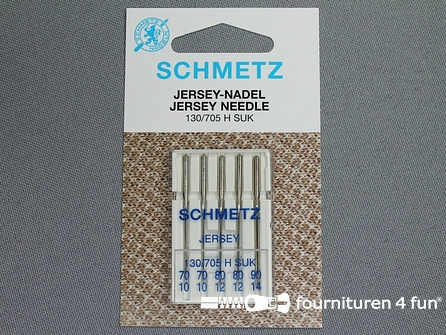 SCHMETZ
JERSEY-NADEL
JERSEY NEEDLE
130/705 H SUK
SCHMETZ
JERSEY
130/705 H SUK
70 70 80 80 90
10 10 12 12 14
fournituren 4 fun